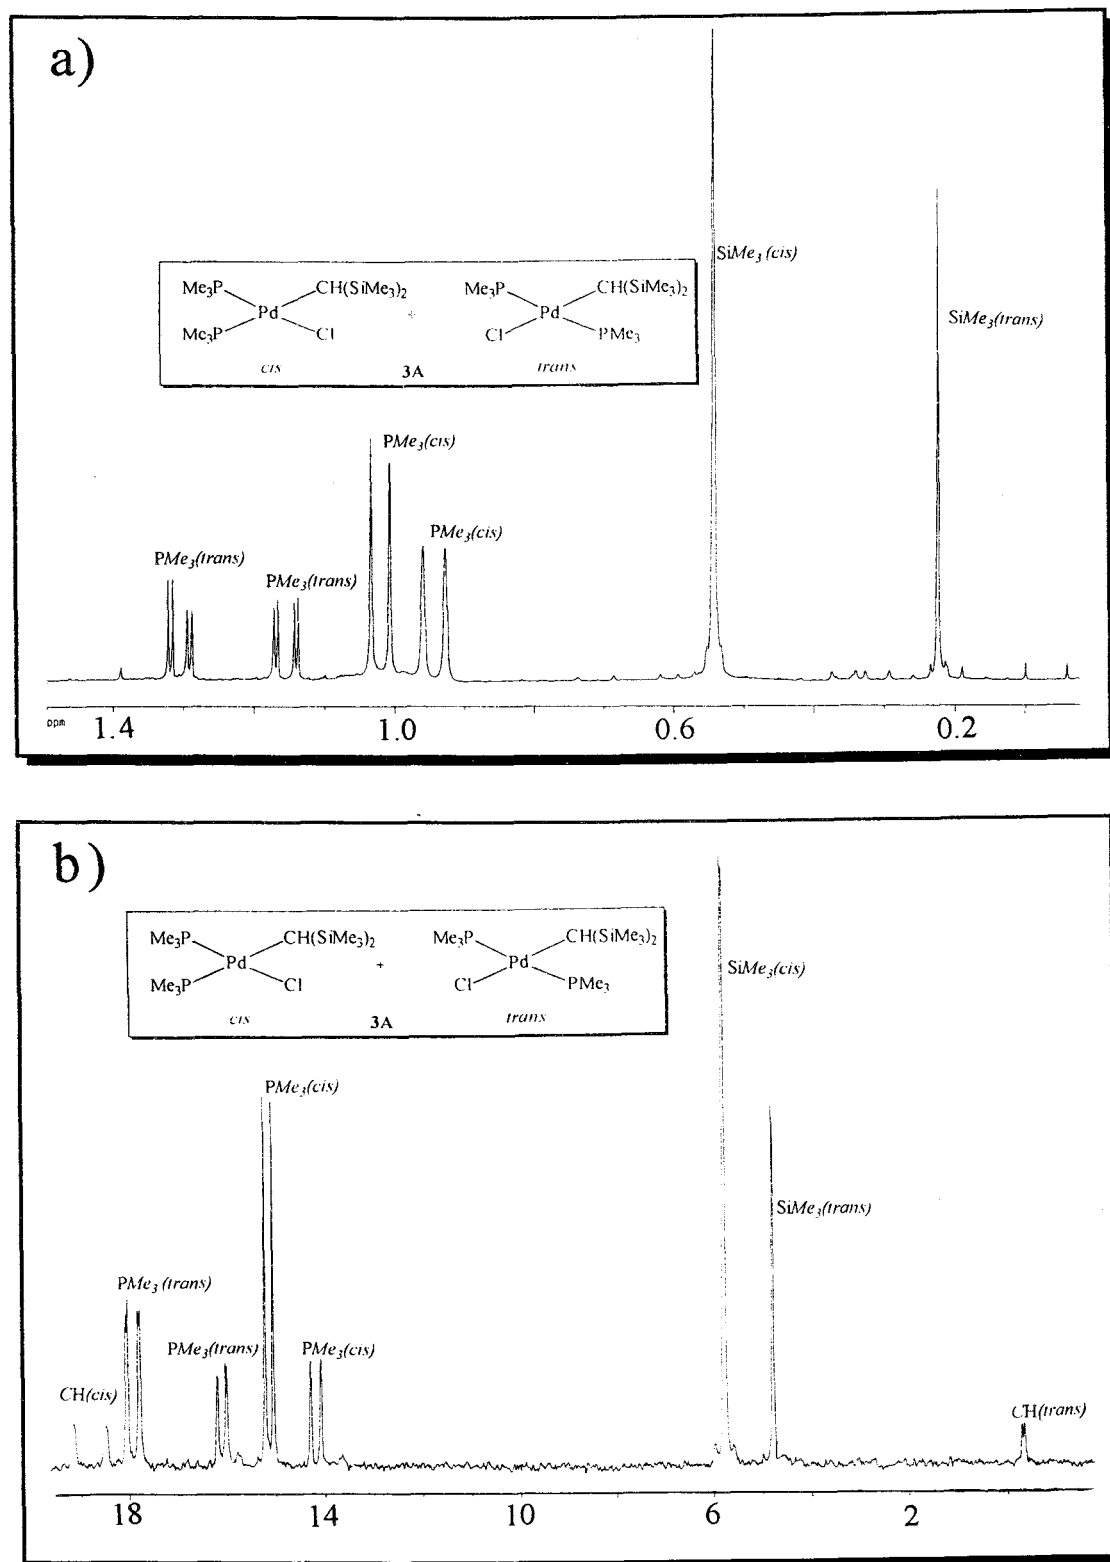 a)
SiMe₃ (cis)
Me₃P CH(SiMe₃)₂ Me₃P CH(SiMe₃)₂
Pd + Pd
Me₃P Cl Cl PMe₃
cis 3A trans
SiMe₃(trans)
PMe₃(cis)
PMe₃(cis)
PMe₃(trans)
PMe₃(trans)
ppm 1.4 1.0 0.6 0.2
b)
Me₃P CH(SiMe₃)₂ Me₃P CH(SiMe₃)₂
Pd + Pd
Me₃P Cl Cl PMe₃
cis 3A trans
SiMe₃(cis)
PMe₃(cis)
SiMe₃(trans)
PMe₃(trans)
PMe₃(trans)
PMe₃(cis)
CH(cis)
CH(trans)
18 14 10 6 2